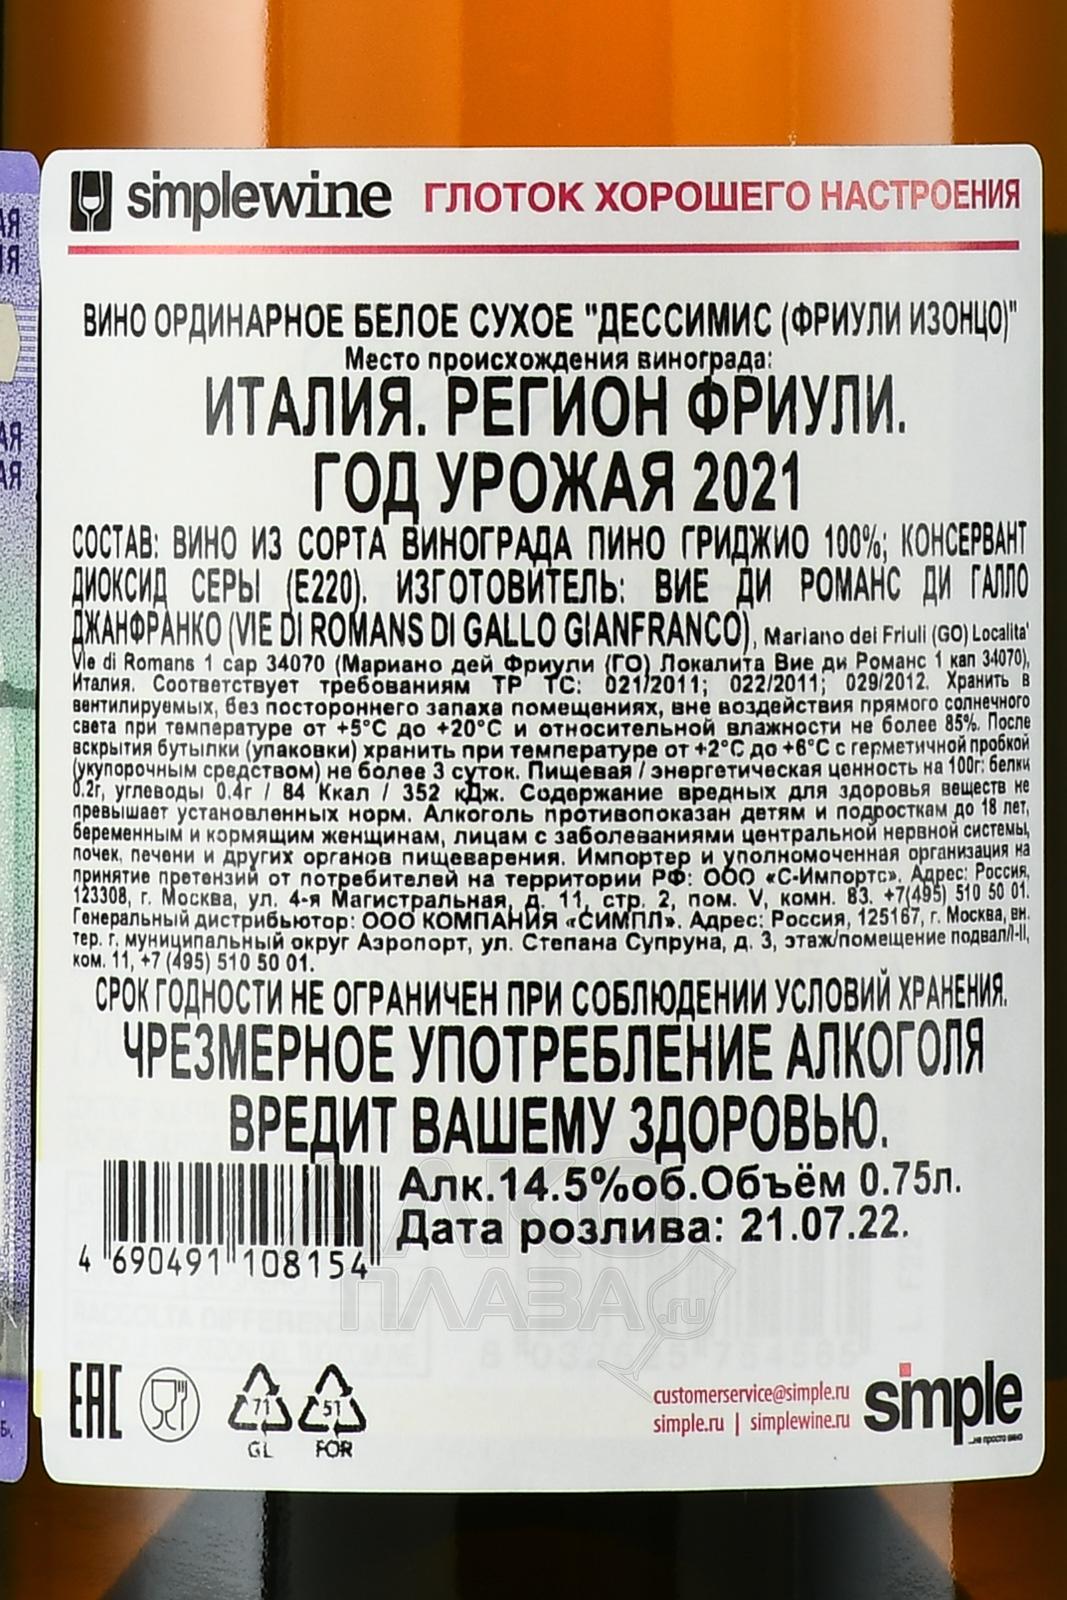 simplewine ГЛОТОК ХОРОШЕГО НАСТРОЕНИЯ
ВИНО ОРДИНАРНОЕ БЕЛОЕ СУХОЕ "ДЕССИМИС (ФРИУЛИ ИЗОНЦО)"
Место происхождения винограда:
ИТАЛИЯ. РЕГИОН ФРИУЛИ.
ГОД УРОЖАЯ 2021
СОСТАВ: ВИНО ИЗ СОРТА ВИНОГРАДА ПИНО ГРИДЖИО 100%; КОНСЕРВАНТ
ДИОКСИД СЕРЫ (Е220). ИЗГОТОВИТЕЛЬ: ВИЕ ДИ РОМАНС ДИ ГАЛЛО
ДЖАНФРАНКО (VIE DI ROMANS DI GALLO GIANFRANCO), Mariano dei Friuli (GO) Localita'
Vie di Romans 1 cap 34070 (Мариано дей Фриули (ГО) Локалита Вие ди Романс 1 кап 34070),
Италия. Соответствует требованиям ТР ТС: 021/2011; 022/2011; 029/2012. Хранить в
вентилируемых, без постороннего запаха помещениях, вне воздействия прямого солнечного
света при температуре от +5°С до +20°С и относительной влажности не более 85%. После
вскрытия бутылки (упаковки) хранить при температуре от +2°С до +6°С с герметичной пробкой
(укупорочным средством) не более 3 суток. Пищевая / энергетическая ценность на 100г: белки
0.2г, углеводы 0.4г / 84 Ккал / 352 кДж. Содержание вредных для здоровья веществ не
превышает установленных норм. Алкоголь противопоказан детям и подросткам до 18 лет,
беременным и кормящим женщинам, лицам с заболеваниями центральной нервной системы,
почек, печени и других органов пищеварения. Импортер и уполномоченная организация на
принятие претензий от потребителей на территории РФ: ООО «С-Импортс». Адрес: Россия,
123308, г. Москва, ул. 4-я Магистральная, д. 11, стр. 2, пом. V, комн. 83. +7(495) 510 50 01.
Генеральный дистрибьютор: ООО КОМПАНИЯ «СИМПЛ». Адрес: Россия, 125167, г. Москва, вн.
тер. г. муниципальный округ Аэропорт, ул. Степана Супруна, д. 3, этаж/помещение подвал/I-II,
ком. 11, +7 (495) 510 50 01.
СРОК ГОДНОСТИ НЕ ОГРАНИЧЕН ПРИ СОБЛЮДЕНИИ УСЛОВИЙ ХРАНЕНИЯ.
ЧРЕЗМЕРНОЕ УПОТРЕБЛЕНИЕ АЛКОГОЛЯ
ВРЕДИТ ВАШЕМУ ЗДОРОВЬЮ.
Алк.14.5%об.Объём 0.75л.
Дата розлива: 21.07.22.
4 690491 108154
АЛКО
ПЛАЗА.ru
EAC
71 51
GL FOR
customerservice@simple.ru
simple.ru | simplewine.ru
simple
...не просто вино